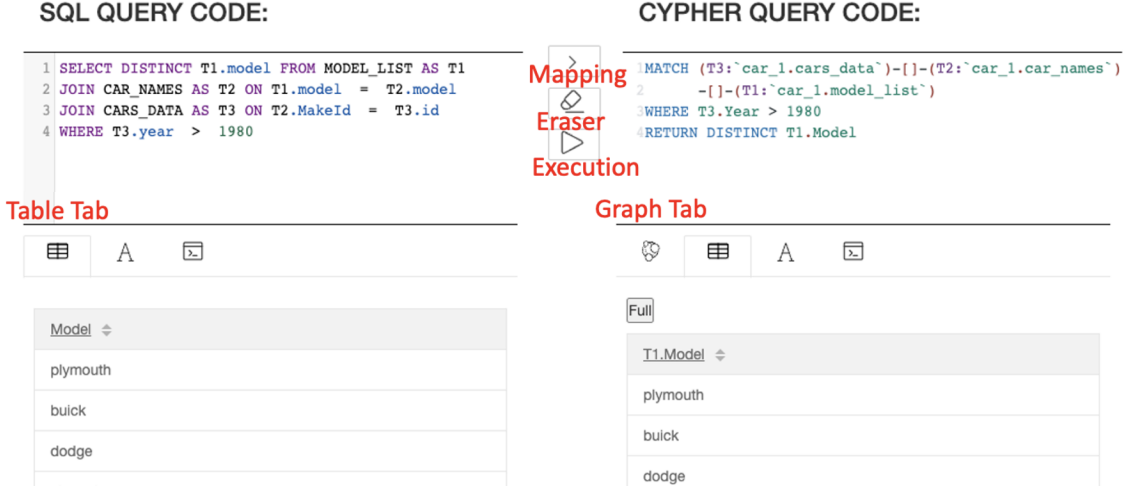 SQL QUERY CODE:
1 SELECT DISTINCT T1.model FROM MODEL_LIST AS T1
2 JOIN CAR_NAMES AS T2 ON T1.model = T2.model
3 JOIN CARS_DATA AS T3 ON T2.MakeId = T3.id
4 WHERE T3.year > 1980
Mapping
Eraser
Execution
CYPHER QUERY CODE:
1 MATCH (T3:`car_1.cars_data`)-[]-(T2:`car_1.car_names`)
2 -[]-(T1:`car_1.model_list`)
3 WHERE T3.Year > 1980
4 RETURN DISTINCT T1.Model
Table Tab
A
Model
plymouth
buick
dodge
Graph Tab
A
Full
T1.Model
plymouth
buick
dodge